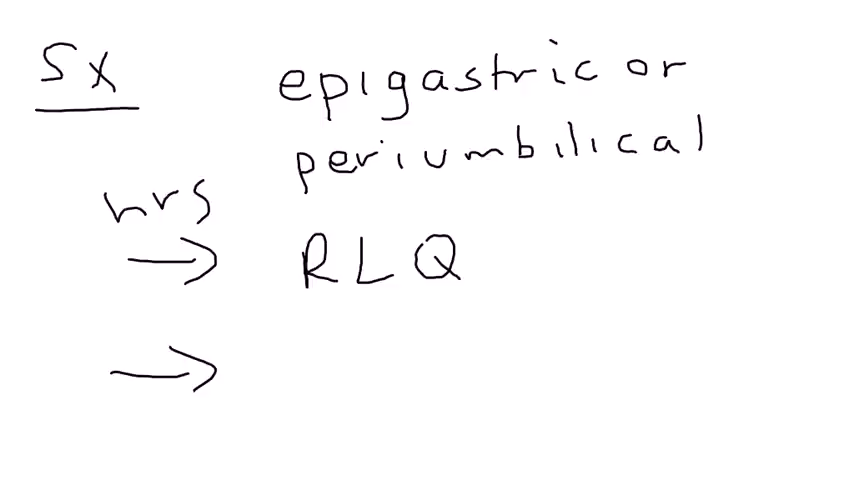 Sx epigastric or
periumbilical
hrs
→ RLQ
→